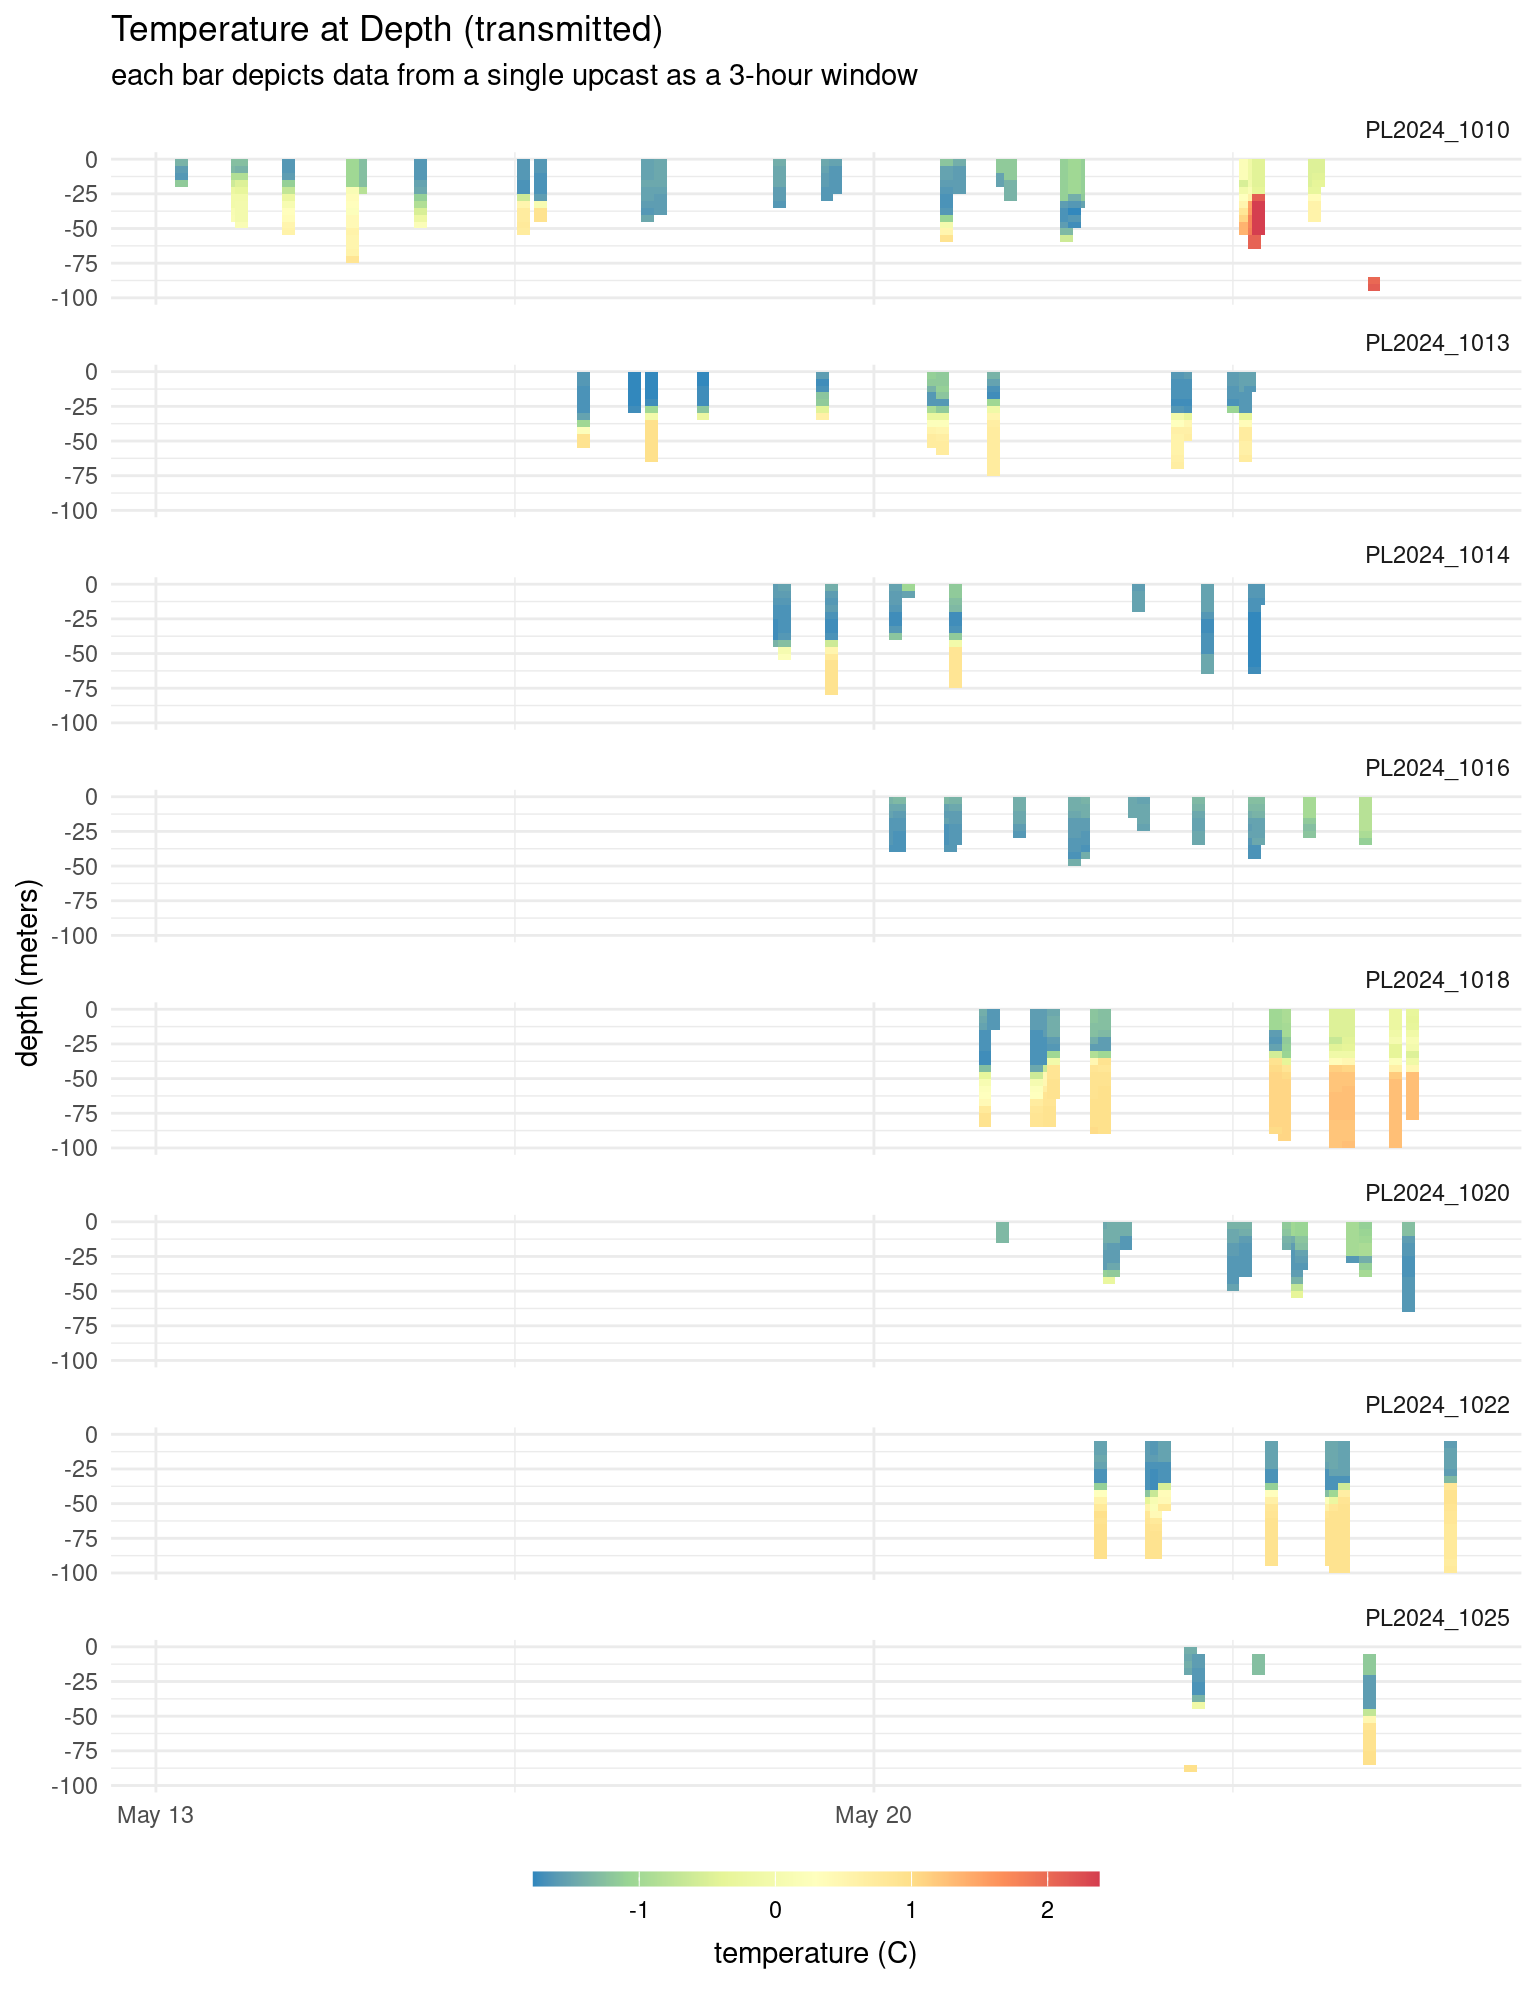 Temperature at Depth (transmitted)
each bar depicts data from a single upcast as a 3-hour window
PL2024_1010
0
-25
-50
-75
-100
PL2024_1013
0
-25
-50
-75
-100
PL2024_1014
0
-25
-50
-75
-100
PL2024_1016
0
-25
-50
-75
-100
depth (meters)
PL2024_1018
0
-25
-50
-75
-100
PL2024_1020
0
-25
-50
-75
-100
PL2024_1022
0
-25
-50
-75
-100
PL2024_1025
0
-25
-50
-75
-100
May 13 May 20
-1 0 1 2
temperature (C)